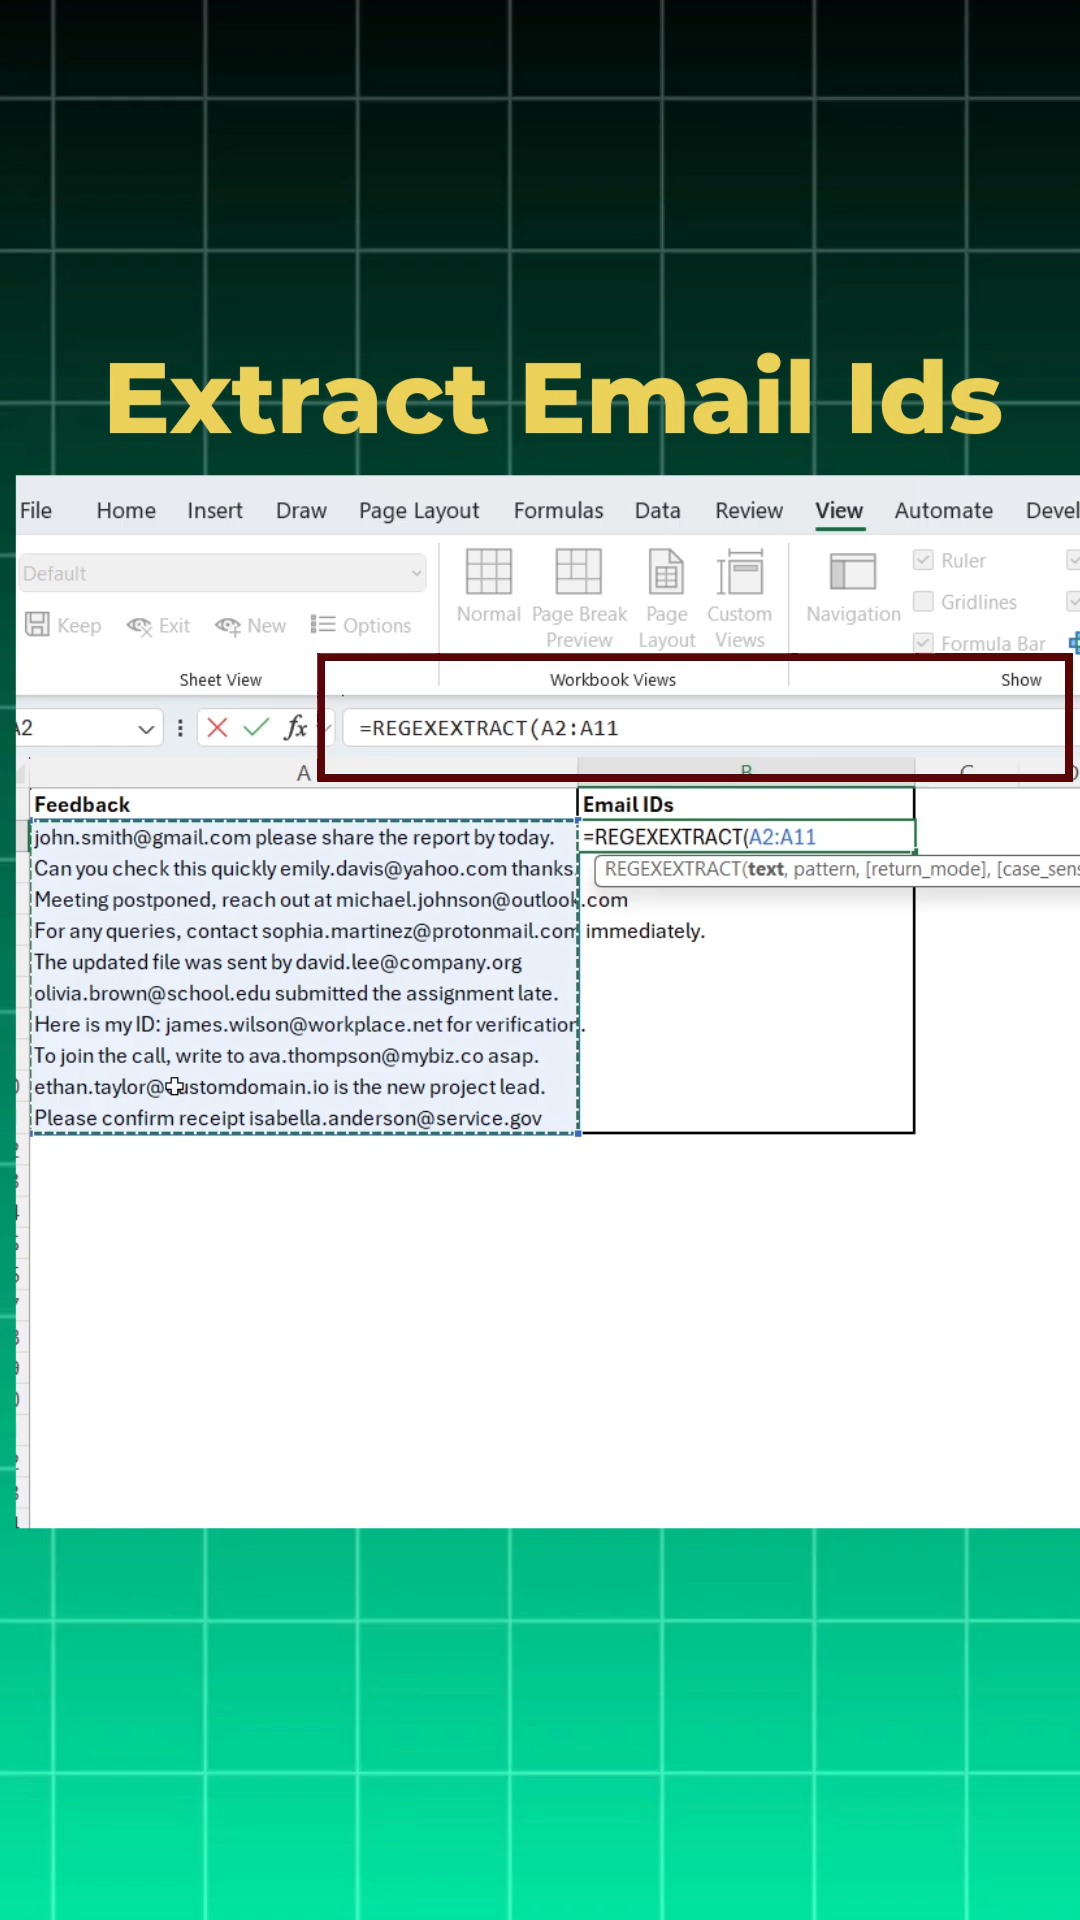 Extract Email Ids
File Home Insert Draw Page Layout Formulas Data Review View Automate Devel
Default
Keep Exit New Options
Normal Page Break Preview Page Layout Custom Views
Navigation
Ruler
Gridlines
Formula Bar
Sheet View Workbook Views Show
A2 fx =REGEXEXTRACT(A2:A11
A B C
Feedback Email IDs
john.smith@gmail.com please share the report by today. =REGEXEXTRACT(A2:A11
Can you check this quickly emily.davis@yahoo.com thanks REGEXEXTRACT(text, pattern, [return_mode], [case_sens
Meeting postponed, reach out at michael.johnson@outlook.com
For any queries, contact sophia.martinez@protonmail.com immediately.
The updated file was sent by david.lee@company.org
olivia.brown@school.edu submitted the assignment late.
Here is my ID: james.wilson@workplace.net for verification.
To join the call, write to ava.thompson@mybiz.co asap.
ethan.taylor@customdomain.io is the new project lead.
Please confirm receipt isabella.anderson@service.gov